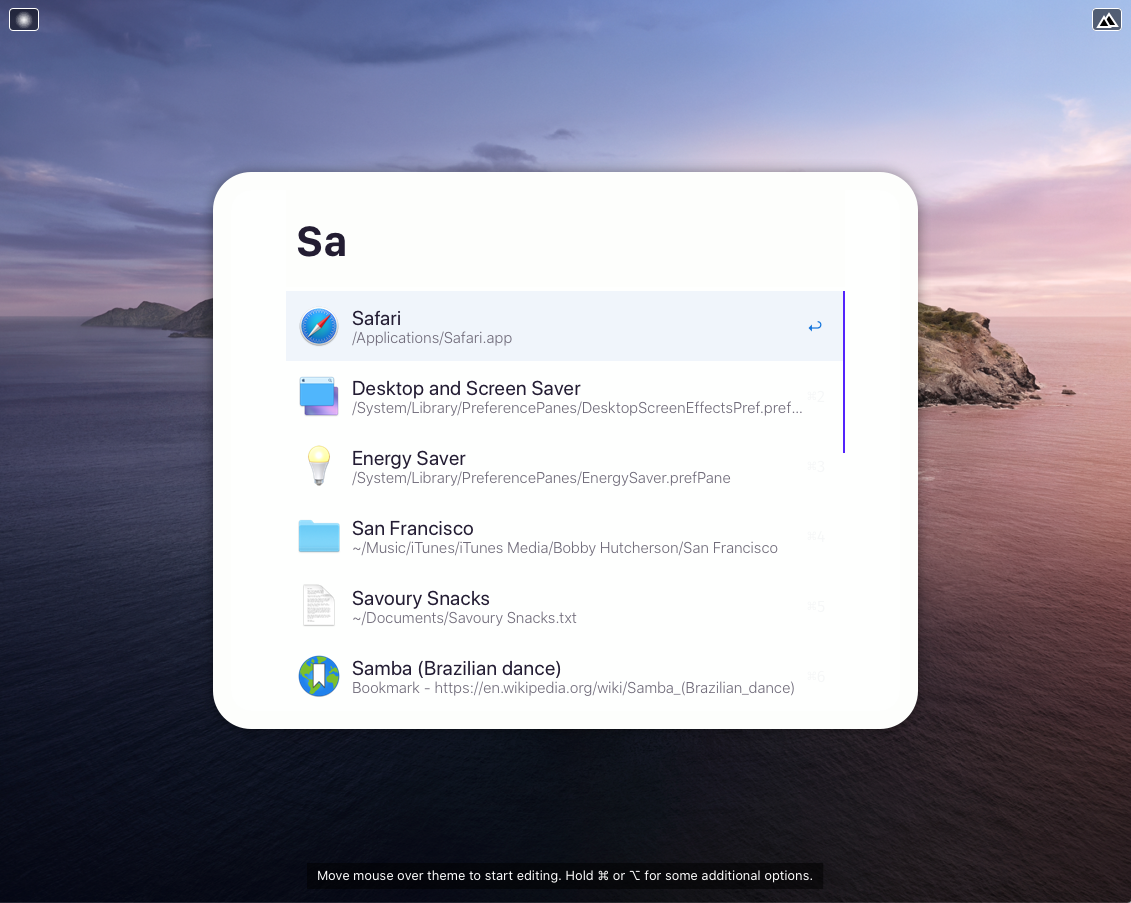 Sa
Safari
/Applications/Safari.app
↩
Desktop and Screen Saver
/System/Library/PreferencePanes/DesktopScreenEffectsPref.pref...
⌘2
Energy Saver
/System/Library/PreferencePanes/EnergySaver.prefPane
⌘3
San Francisco
~/Music/iTunes/iTunes Media/Bobby Hutcherson/San Francisco
⌘4
Savoury Snacks
~/Documents/Savoury Snacks.txt
⌘5
Samba (Brazilian dance)
Bookmark - https://en.wikipedia.org/wiki/Samba_(Brazilian_dance)
⌘6
Move mouse over theme to start editing. Hold ⌘ or ⌥ for some additional options.